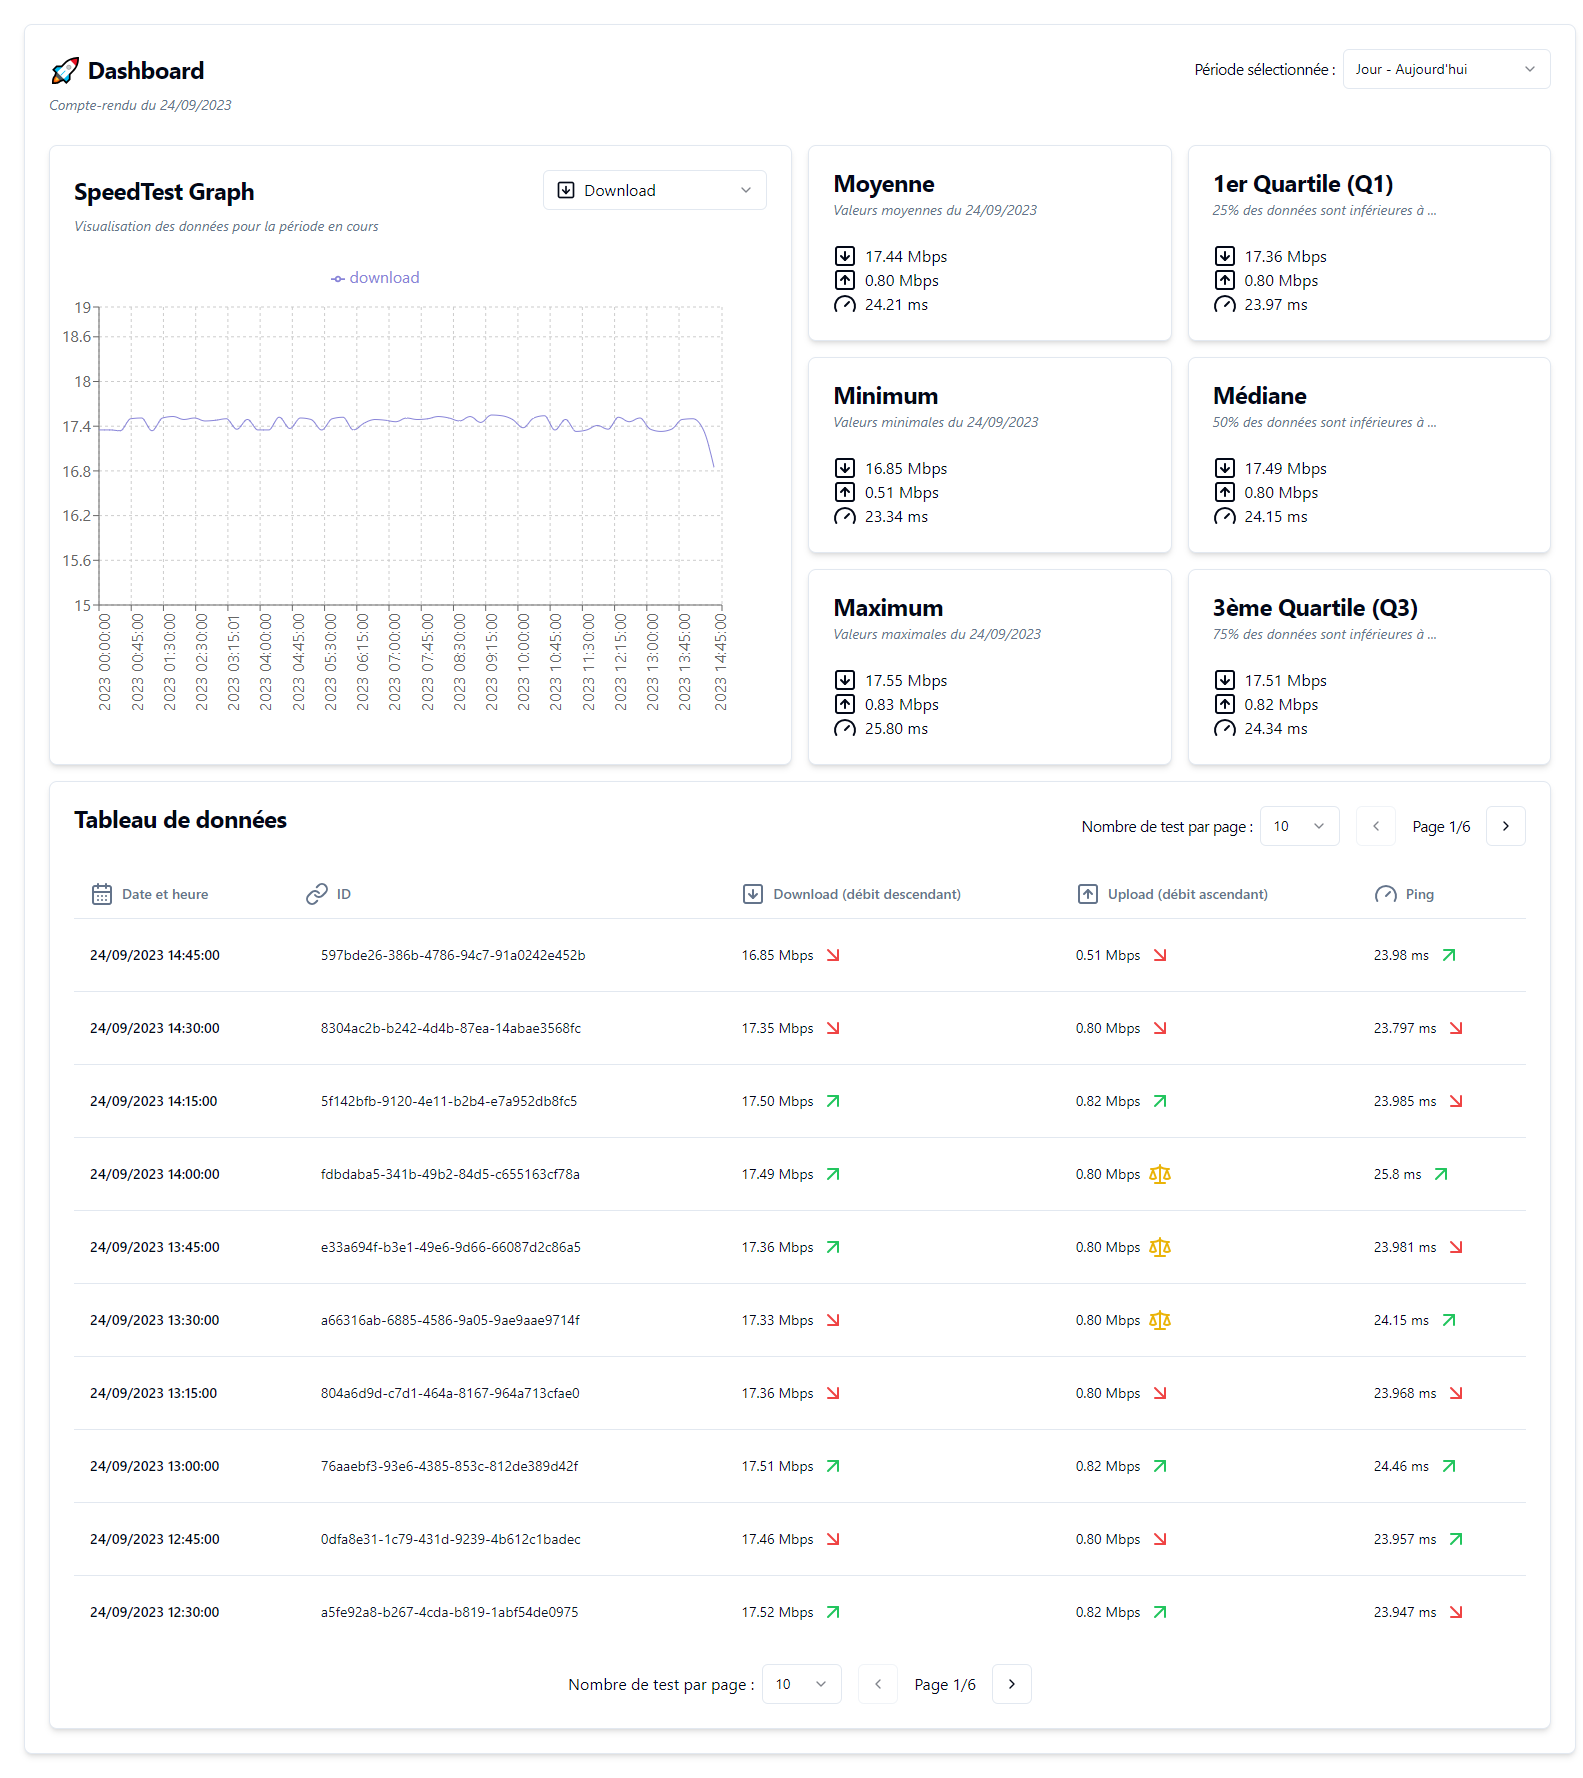 🚀 Dashboard
Compte-rendu du 24/09/2023
Période sélectionnée : Jour - Aujourd'hui
SpeedTest Graph
Download
Visualisation des données pour la période en cours
download
19
18.6
18
17.4
16.8
16.2
15.6
15
2023 00:00:00
2023 00:45:00
2023 01:30:00
2023 02:30:00
2023 03:15:01
2023 04:00:00
2023 04:45:00
2023 05:30:00
2023 06:15:00
2023 07:00:00
2023 07:45:00
2023 08:30:00
2023 09:15:00
2023 10:00:00
2023 10:45:00
2023 11:30:00
2023 12:15:00
2023 13:00:00
2023 13:45:00
2023 14:45:00
Moyenne
Valeurs moyennes du 24/09/2023
17.44 Mbps
0.80 Mbps
24.21 ms
1er Quartile (Q1)
25% des données sont inférieures à ...
17.36 Mbps
0.80 Mbps
23.97 ms
Minimum
Valeurs minimales du 24/09/2023
16.85 Mbps
0.51 Mbps
23.34 ms
Médiane
50% des données sont inférieures à ...
17.49 Mbps
0.80 Mbps
24.15 ms
Maximum
Valeurs maximales du 24/09/2023
17.55 Mbps
0.83 Mbps
25.80 ms
3ème Quartile (Q3)
75% des données sont inférieures à ...
17.51 Mbps
0.82 Mbps
24.34 ms
Tableau de données
Nombre de test par page : 10 Page 1/6
Date et heure ID Download (débit descendant) Upload (débit ascendant) Ping
24/09/2023 14:45:00 597bde26-386b-4786-94c7-91a0242e452b 16.85 Mbps 0.51 Mbps 23.98 ms
24/09/2023 14:30:00 8304ac2b-b242-4d4b-87ea-14abae3568fc 17.35 Mbps 0.80 Mbps 23.797 ms
24/09/2023 14:15:00 5f142bfb-9120-4e11-b2b4-e7a952db8fc5 17.50 Mbps 0.82 Mbps 23.985 ms
24/09/2023 14:00:00 fdbdaba5-341b-49b2-84d5-c655163cf78a 17.49 Mbps 0.80 Mbps 25.8 ms
24/09/2023 13:45:00 e33a694f-b3e1-49e6-9d66-66087d2c86a5 17.36 Mbps 0.80 Mbps 23.981 ms
24/09/2023 13:30:00 a66316ab-6885-4586-9a05-9ae9aae9714f 17.33 Mbps 0.80 Mbps 24.15 ms
24/09/2023 13:15:00 804a6d9d-c7d1-464a-8167-964a713cfae0 17.36 Mbps 0.80 Mbps 23.968 ms
24/09/2023 13:00:00 76aaebf3-93e6-4385-853c-812de389d42f 17.51 Mbps 0.82 Mbps 24.46 ms
24/09/2023 12:45:00 0dfa8e31-1c79-431d-9239-4b612c1badec 17.46 Mbps 0.80 Mbps 23.957 ms
24/09/2023 12:30:00 a5fe92a8-b267-4cda-b819-1abf54de0975 17.52 Mbps 0.82 Mbps 23.947 ms
Nombre de test par page : 10 Page 1/6